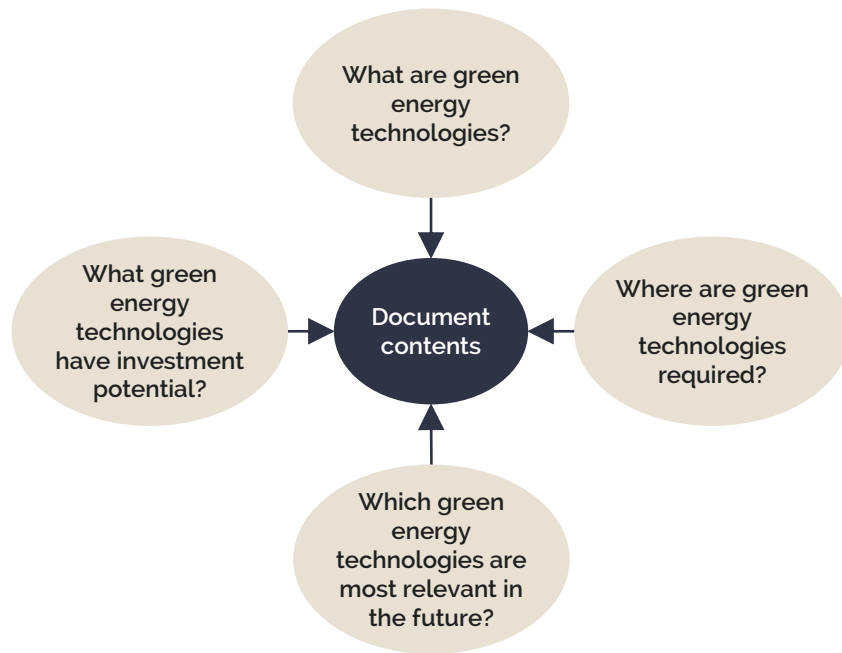 What are green
energy
technologies?
What green
energy
technologies
have investment
potential?
Document
contents
Where are green
energy
technologies
required?
Which green
energy
technologies are
most relevant in
the future?